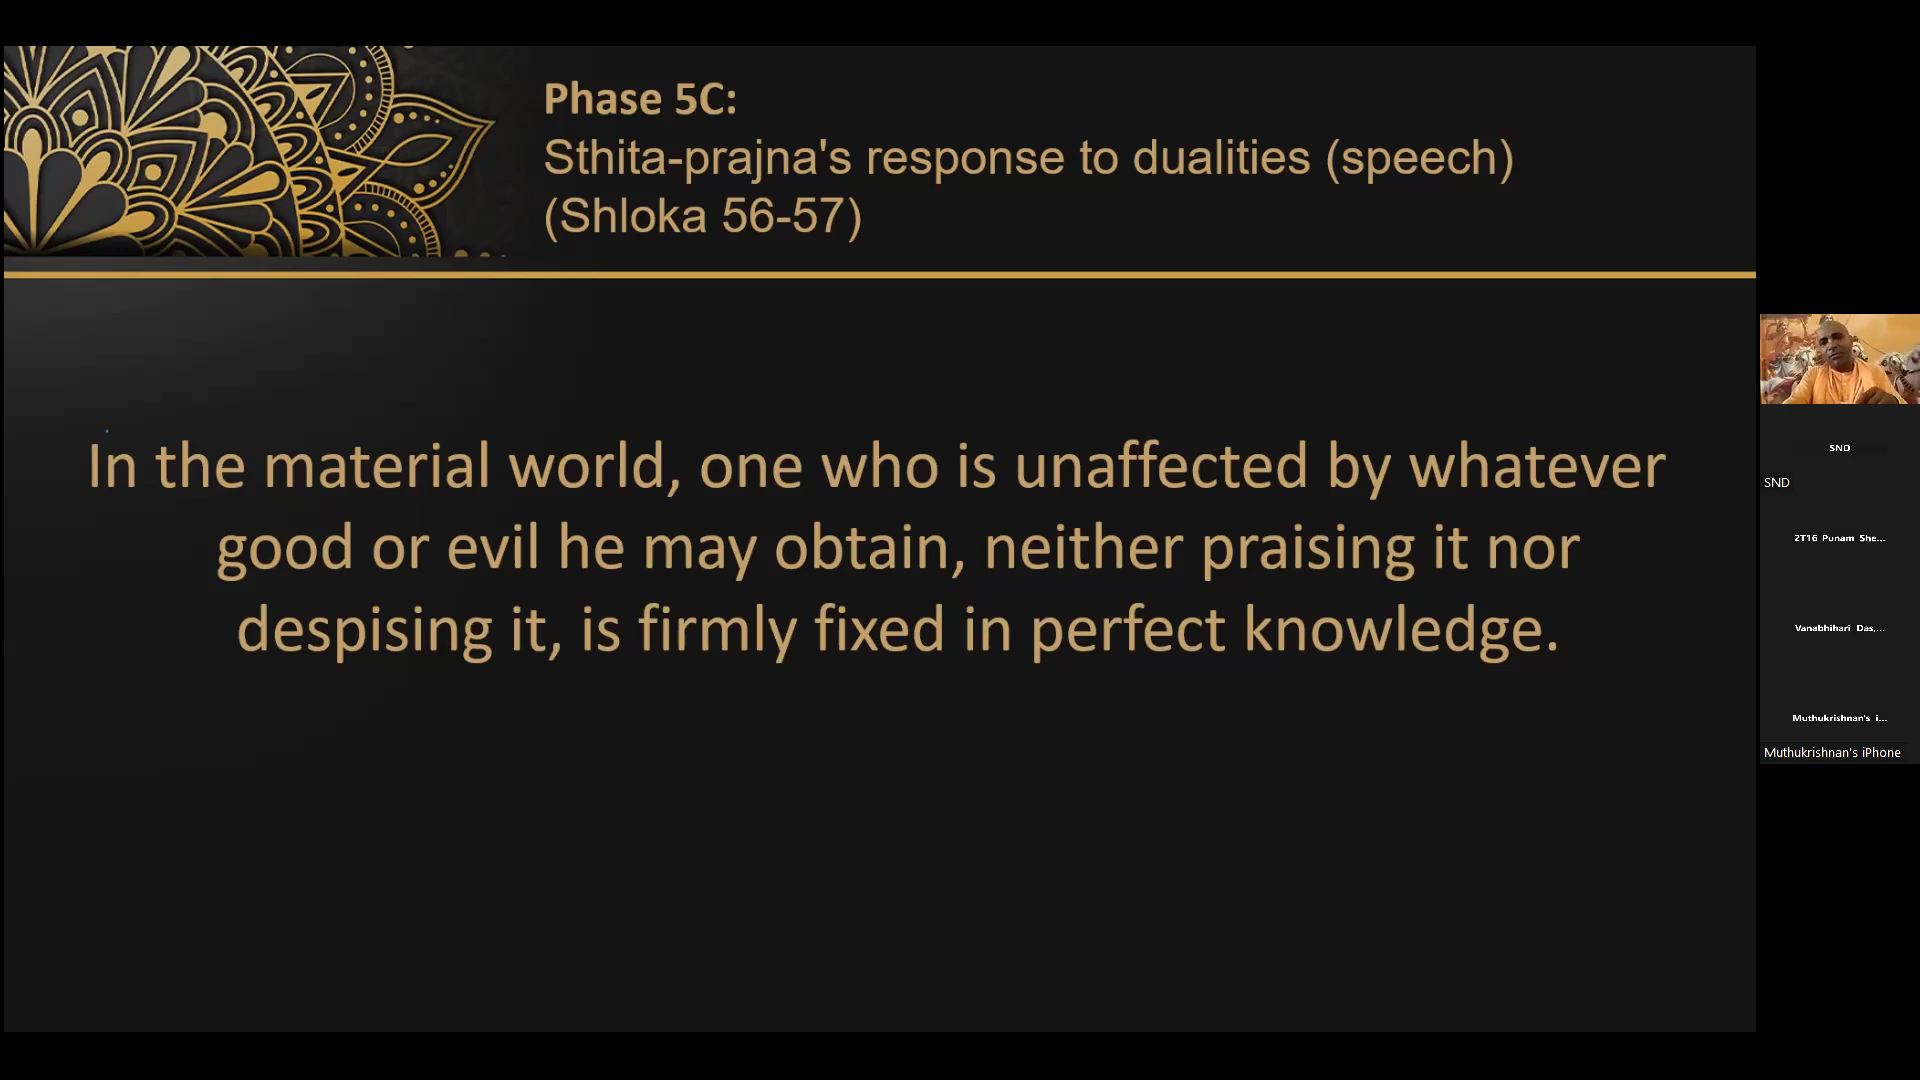 Phase 5C:
Sthita-prajna's response to dualities (speech)
(Shloka 56-57)
In the material world, one who is unaffected by whatever
good or evil he may obtain, neither praising it nor
despising it, is firmly fixed in perfect knowledge.
SND
SND
2T16 Punam She...
Vanabhihari Das,...
Muthukrishnan's i...
Muthukrishnan's iPhone